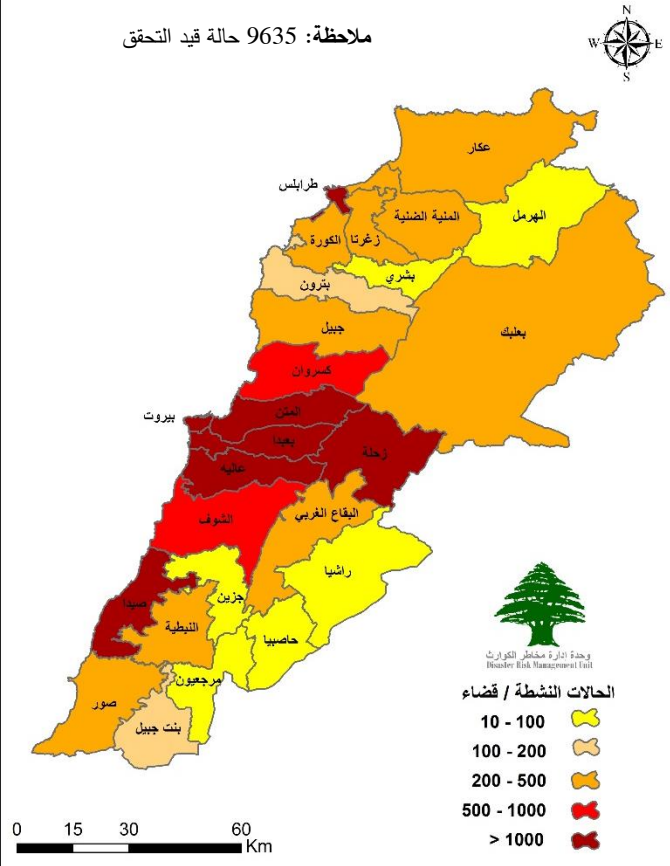 ملاحظة: 9635 حالة قيد التحقق
N
W E
S
عكار
طرابلس
الهرمل
المنية الضنية
زغرتا
الكورة
بشري
بترون
جبيل
بعلبك
كسروان
المتن
بيروت
بعبدا
زحلة
عاليه
البقاع الغربي
الشوف
راشيا
صيدا
جزين
النبطية
حاصبيا
مرجعيون
صور
بنت جبيل
وحدة ادارة مخاطر الكوارث
Disaster Risk Management Unit
الحالات النشطة / قضاء
10 - 100
100 - 200
200 - 500
500 - 1000
> 1000
0 15 30 60
Km